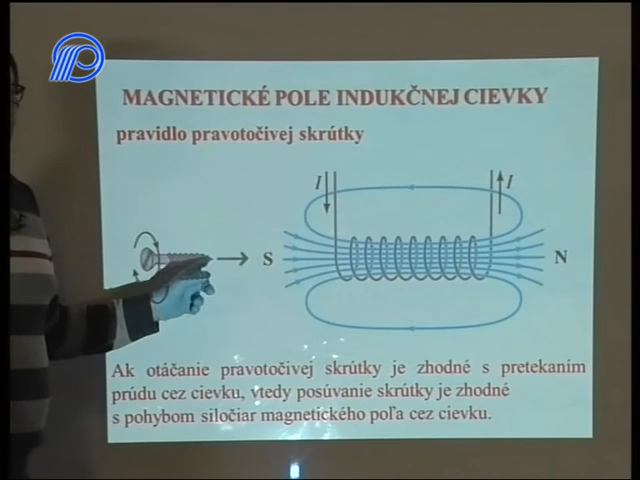 MAGNETICKÉ POLE INDUKČNEJ CIEVKY
pravidlo pravotočivej skrútky
I I
S N
Ak otáčanie pravotočivej skrútky je zhodné s pretekaním
prúdu cez cievku, vtedy posúvanie skrútky je zhodné
s pohybom siločiar magnetického poľa cez cievku.